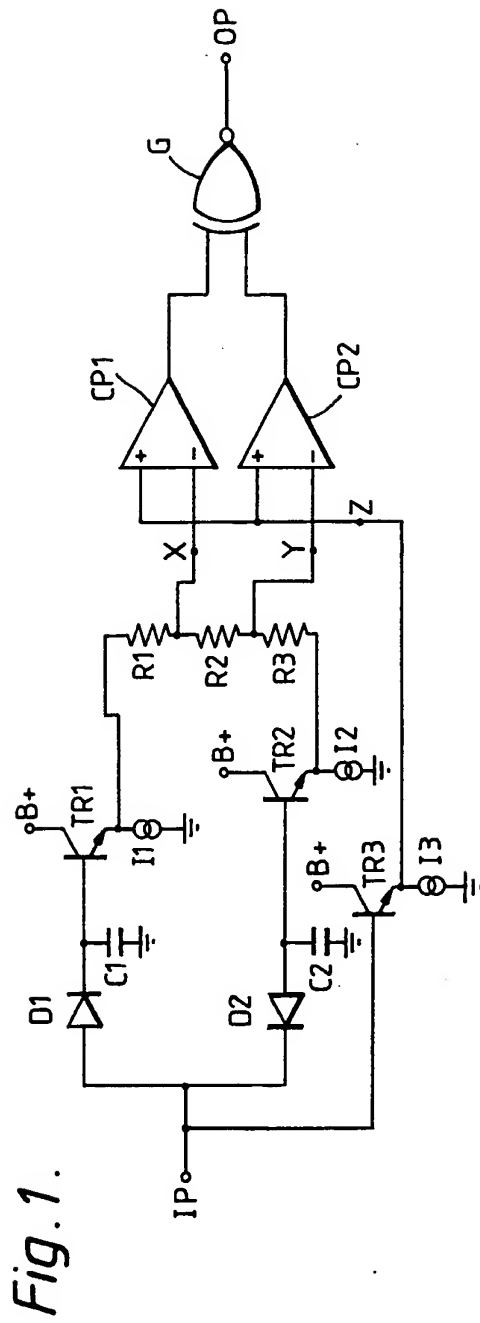 Fig. 1.
IP
D1
C1
B+
TR1
I1
R1
R2
R3
D2
C2
B+
TR2
I2
B+
TR3
I3
X
Y
Z
CP1
+
−
CP2
+
−
G
OP